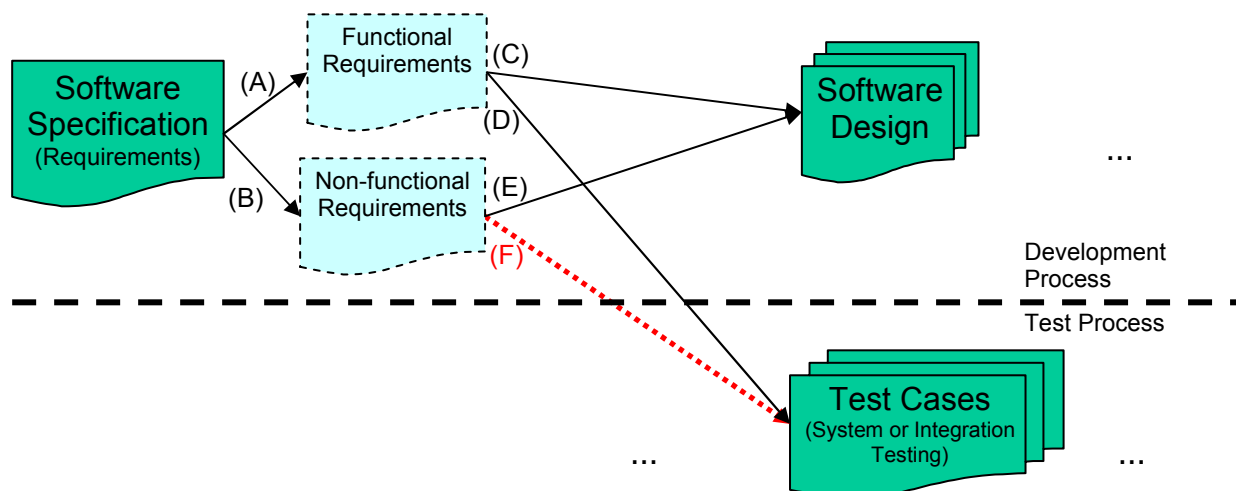 Software
Specification
(Requirements)
(A)
(B)
Functional
Requirements
Non-functional
Requirements
(C)
(D)
(E)
(F)
Software
Design
...
Development
Process
Test Process
Test Cases
(System or Integration
Testing)
...
...